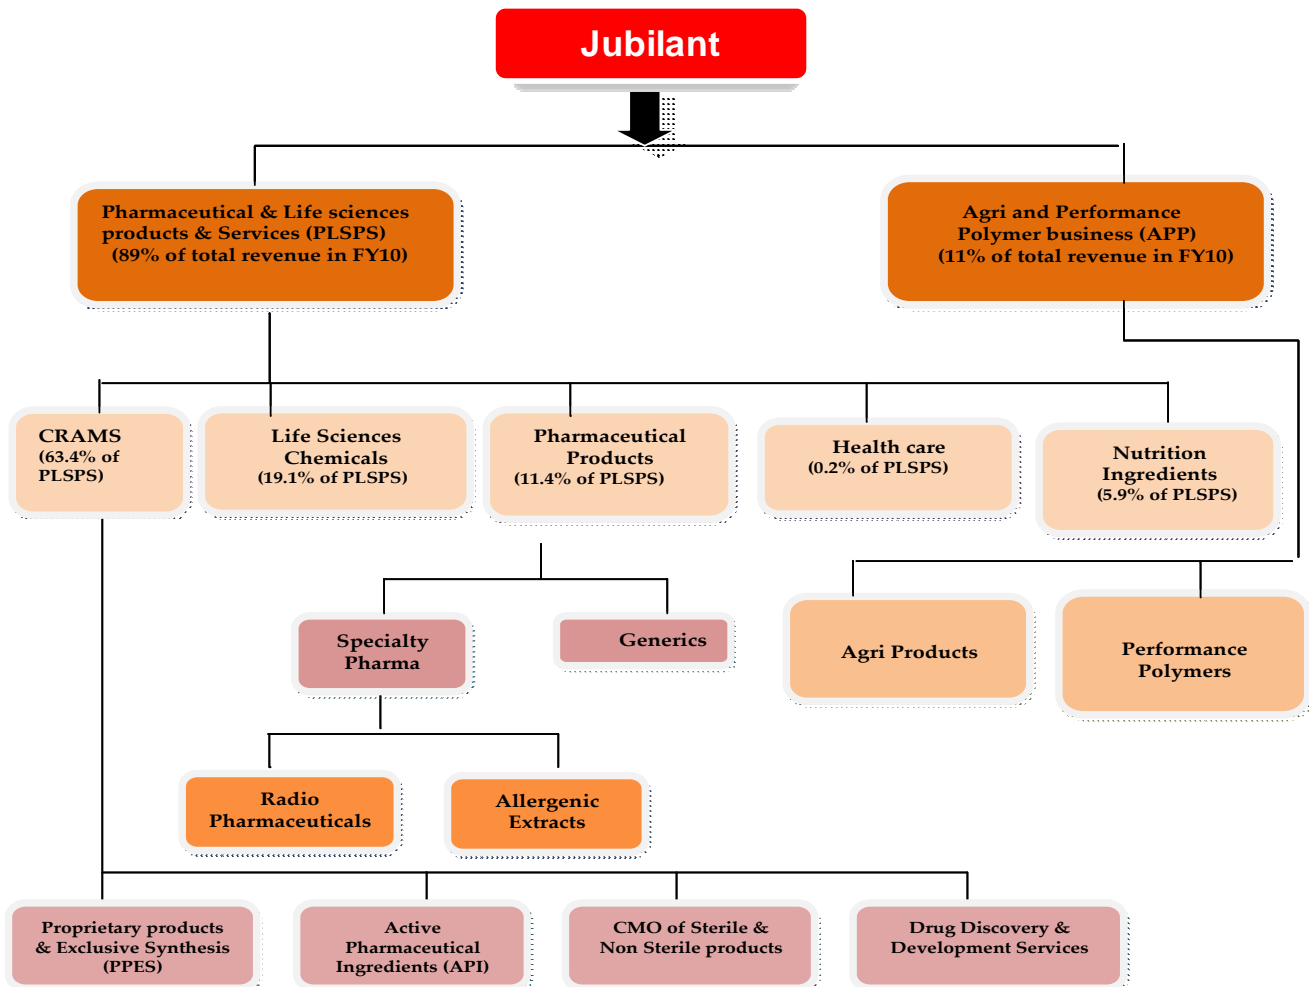 Jubilant
Pharmaceutical & Life sciences
products & Services (PLSPS)
(89% of total revenue in FY10)
Agri and Performance
Polymer business (APP)
(11% of total revenue in FY10)
CRAMS
(63.4% of
PLSPS)
Life Sciences
Chemicals
(19.1% of PLSPS)
Pharmaceutical
Products
(11.4% of PLSPS)
Health care
(0.2% of PLSPS)
Nutrition
Ingredients
(5.9% of PLSPS)
Specialty
Pharma
Generics
Agri Products
Performance
Polymers
Radio
Pharmaceuticals
Allergenic
Extracts
Proprietary products
& Exclusive Synthesis
(PPES)
Active
Pharmaceutical
Ingredients (API)
CMO of Sterile &
Non Sterile products
Drug Discovery &
Development Services